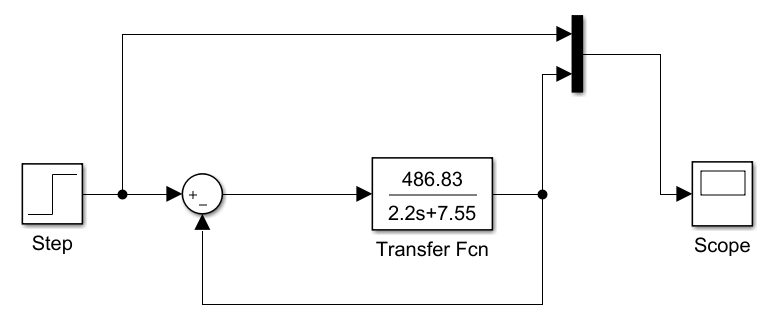 +
_
486.83
2.2s+7.55
Step
Transfer Fcn
Scope